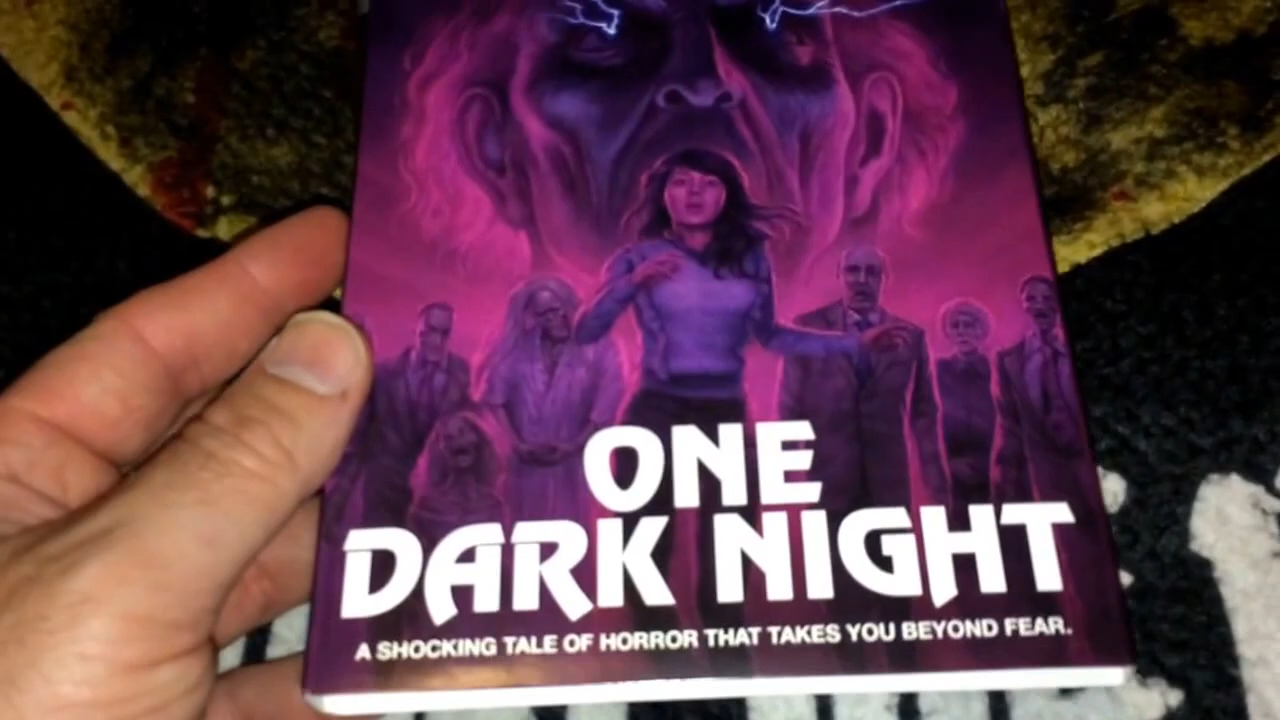 ONE
DARK NIGHT
A SHOCKING TALE OF HORROR THAT TAKES YOU BEYOND FEAR.